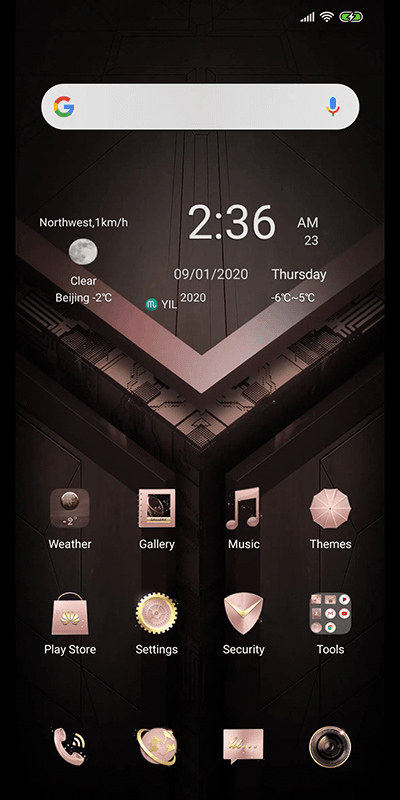 Northwest,1km/h
2:36 AM
23
09/01/2020 Thursday
Clear
Beijing -2℃
♏ YIL 2020 -6℃~5℃
-2°
GALLERY
Weather Gallery Music Themes
Play Store Settings Security Tools